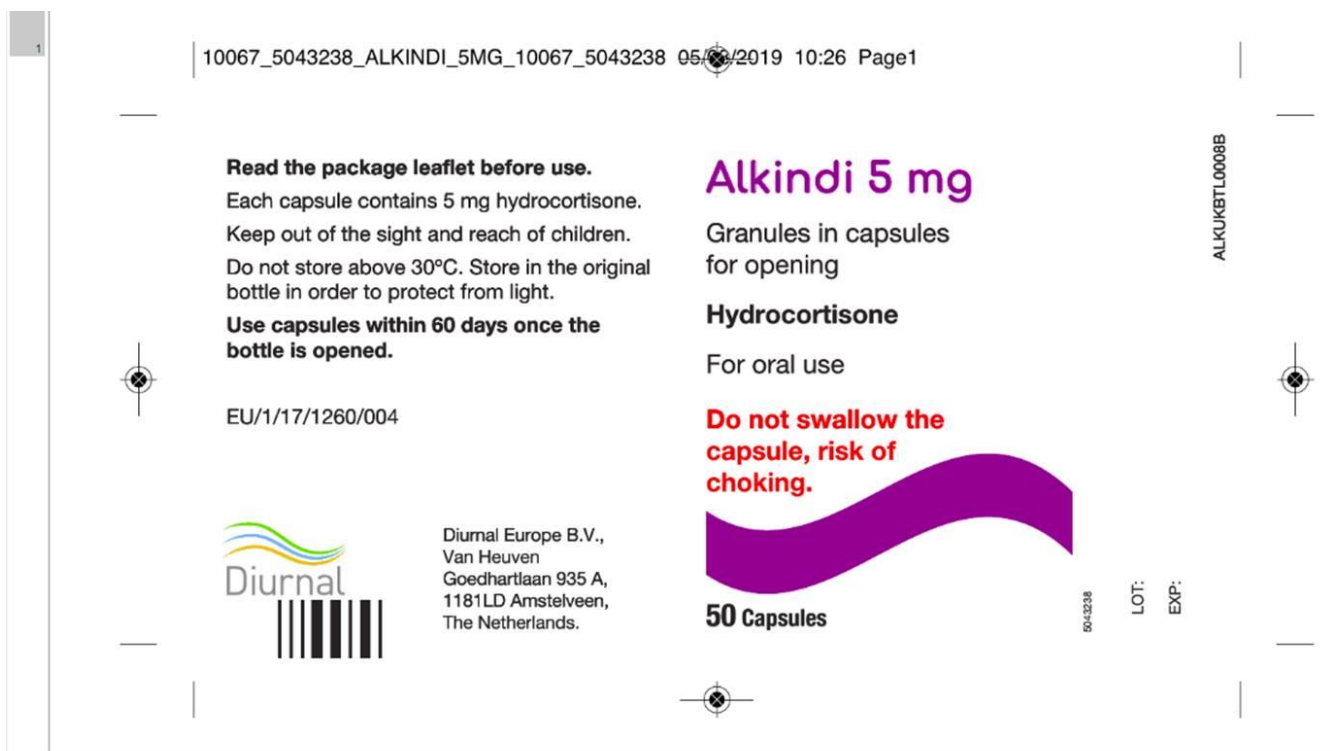 1
10067_5043238_ALKINDI_5MG_10067_5043238 2019 10:26 Page1
Read the package leaflet before use.
Each capsule contains 5 mg hydrocortisone.
Keep out of the sight and reach of children.
Do not store above 30ºC. Store in the original
bottle in order to protect from light.
Use capsules within 60 days once the
bottle is opened.
EU/1/17/1260/004
Diurnal
Diurnal Europe B.V.,
Van Heuven
Goedhartlaan 935 A,
1181LD Amstelveen,
The Netherlands.
Alkindi 5 mg
Granules in capsules
for opening
Hydrocortisone
For oral use
Do not swallow the
capsule, risk of
choking.
50 Capsules
5043238
LOT:
EXP:
ALKUKBTL0008B